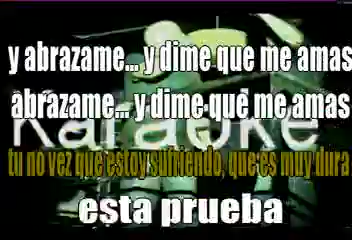 y abrazame... y dime que me amas
abrazame... y dime que me amas
Karaoke
tu no vez que estoy sufriendo, que es muy dura
esta prueba